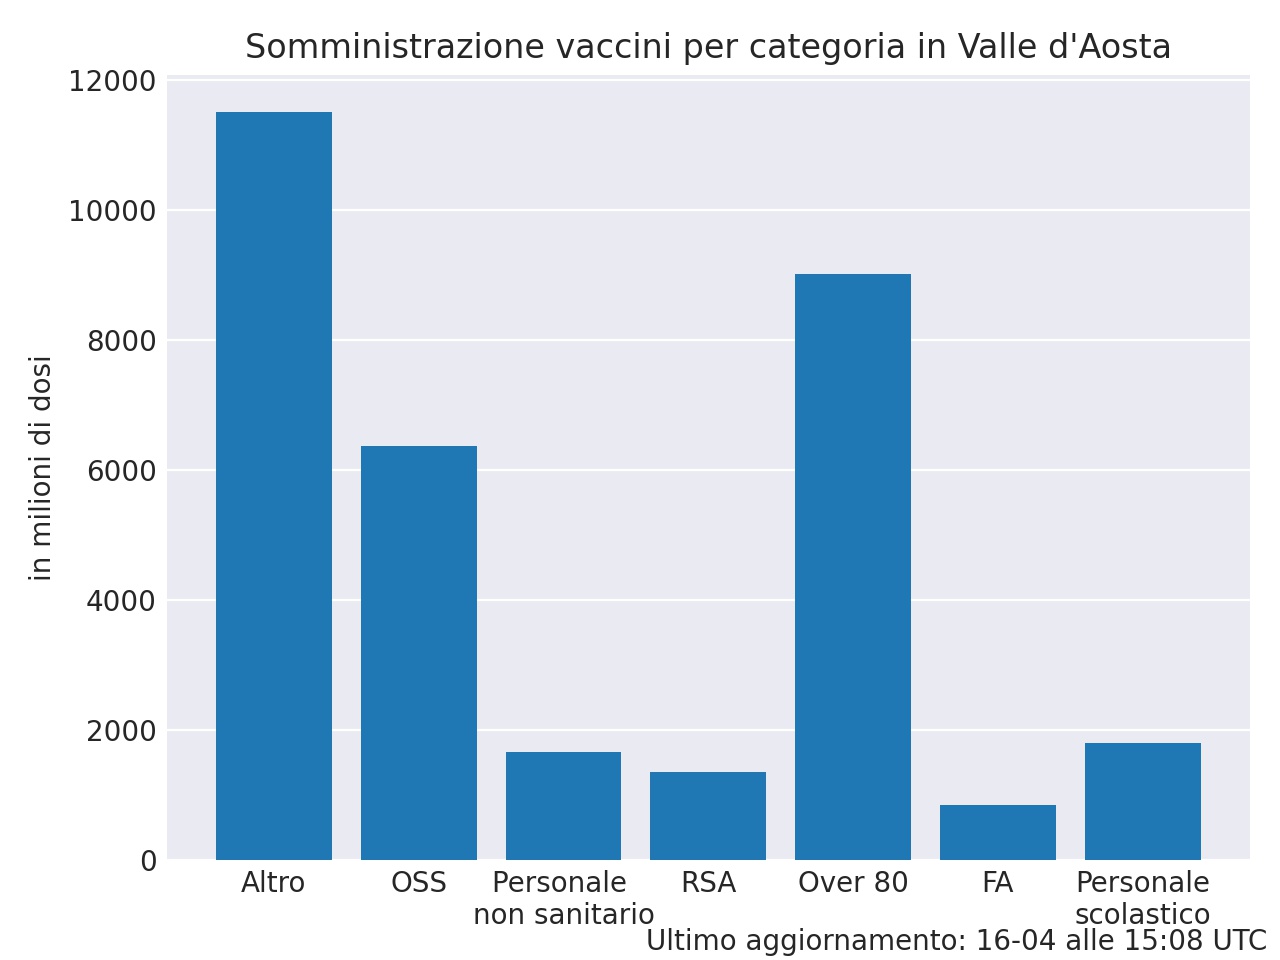 Somministrazione vaccini per categoria in Valle d'Aosta
12000
10000
8000
6000
4000
2000
0
in milioni di dosi
Altro
OSS
Personale
non sanitario
RSA
Over 80
FA
Personale
scolastico
Ultimo aggiornamento: 16-04 alle 15:08 UTC